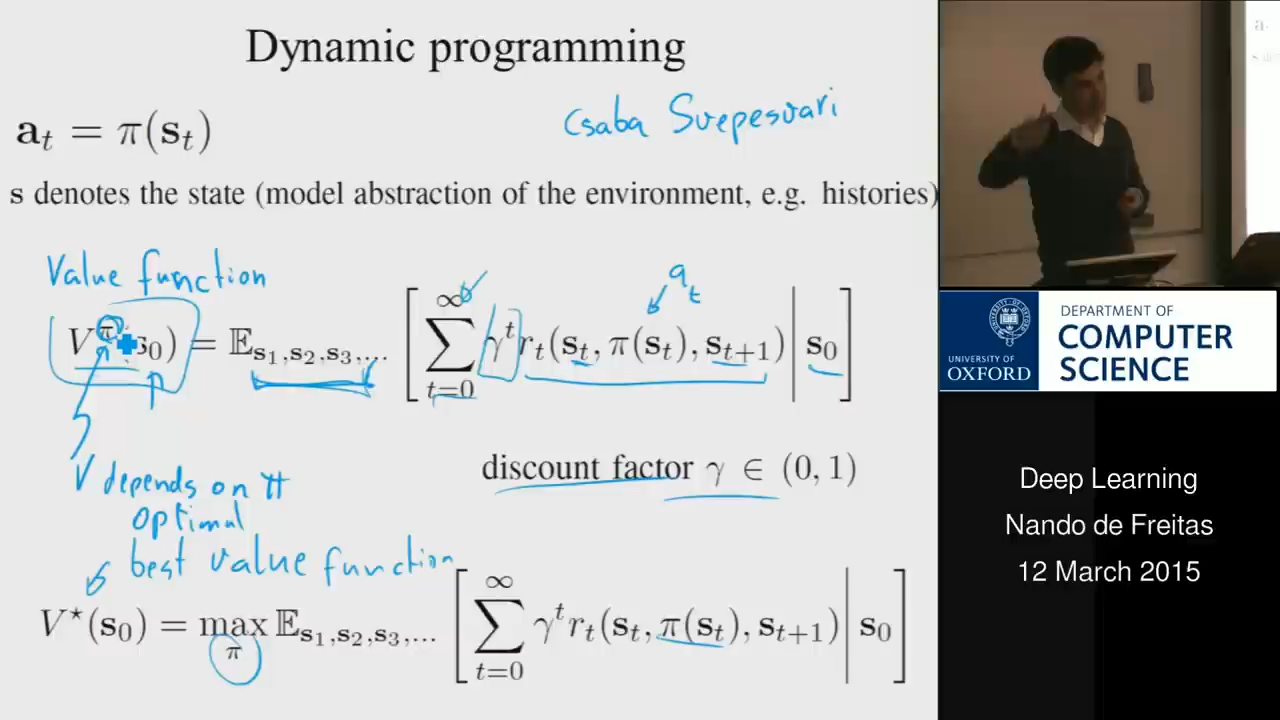 Dynamic programming
a_t = π(s_t)
Csaba Svepesvari
s denotes the state (model abstraction of the environment, e.g. histories)
Value function
a_t
V^π(s_0) = 𝔼_{s_1,s_2,s_3,...} [ ∑_{t=0}^{∞} γ^t r_t(s_t, π(s_t), s_{t+1}) | s_0 ]
discount factor γ ∈ (0, 1)
V depends on π
optimal
best value function
V^⋆(s_0) = max_π 𝔼_{s_1,s_2,s_3,...} [ ∑_{t=0}^{∞} γ^t r_t(s_t, π(s_t), s_{t+1}) | s_0 ]
UNIVERSITY OF
OXFORD
DEPARTMENT OF
COMPUTER
SCIENCE
Deep Learning
Nando de Freitas
12 March 2015